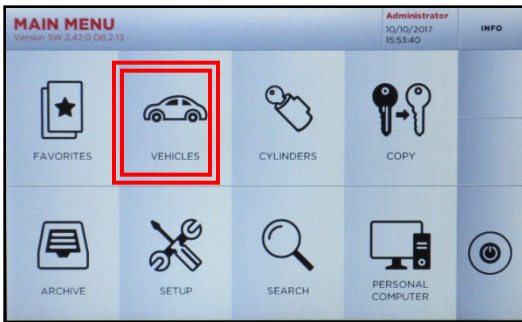 MAIN MENU
Version SW 2.42.0 DB 2.13
Administrator
10/10/2017
15:53:40
INFO
FAVORITES
VEHICLES
CYLINDERS
COPY
ARCHIVE
SETUP
SEARCH
PERSONAL
COMPUTER